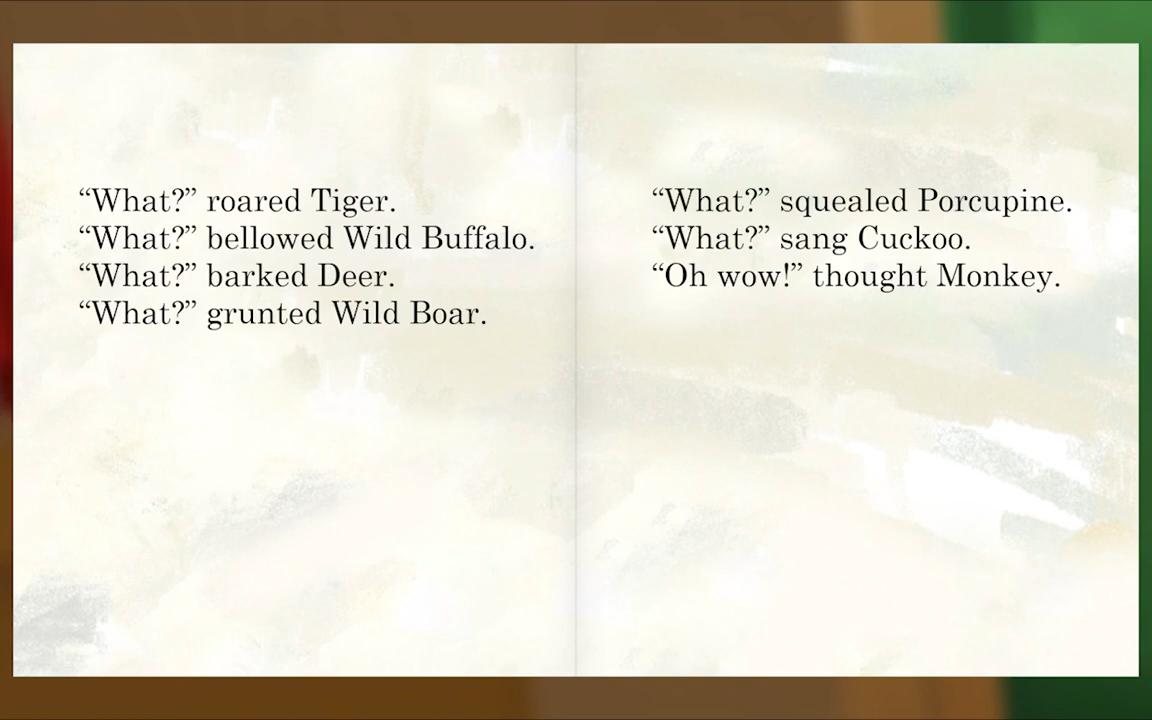 “What?” roared Tiger.
“What?” bellowed Wild Buffalo.
“What?” barked Deer.
“What?” grunted Wild Boar.
“What?” squealed Porcupine.
“What?” sang Cuckoo.
“Oh wow!” thought Monkey.